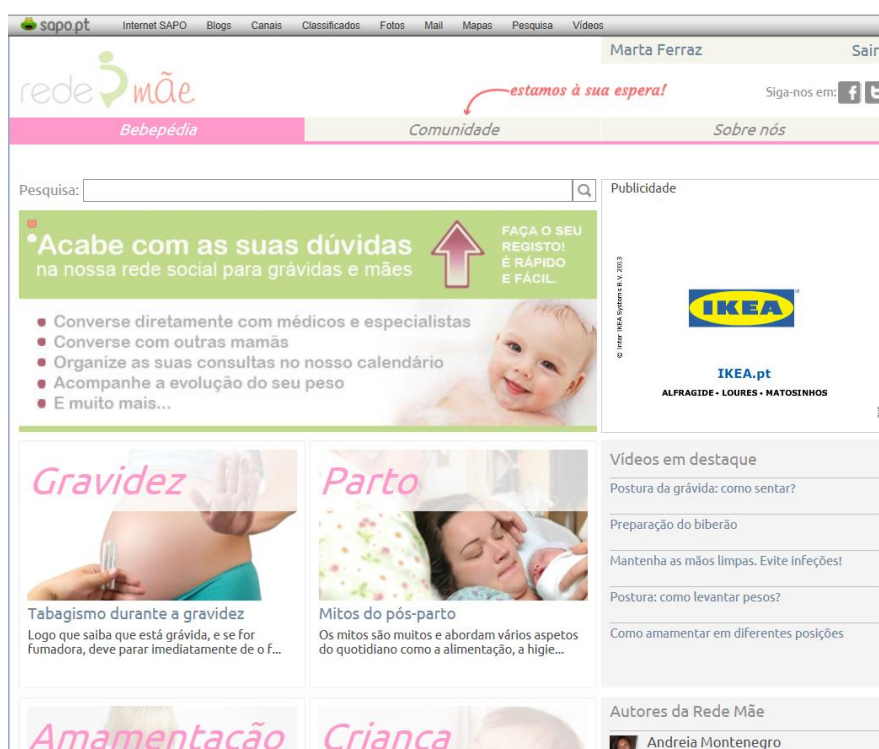 sapo.pt Internet SAPO Blogs Canais Classificados Fotos Mail Mapas Pesquisa Vídeos
Marta Ferraz Sair
rede mãe
estamos à sua espera!
Siga-nos em:
Bebepédia Comunidade Sobre nós
Pesquisa:
Acabe com as suas dúvidas
na nossa rede social para grávidas e mães
FAÇA O SEU
REGISTO!
É RÁPIDO
E FÁCIL.
Converse diretamente com médicos e especialistas
Converse com outras mamãs
Organize as suas consultas no nosso calendário
Acompanhe a evolução do seu peso
E muito mais...
Publicidade
© Inter IKEA Systems B.V. 2013
IKEA
IKEA.pt
ALFRAGIDE • LOURES • MATOSINHOS
Gravidez
Tabagismo durante a gravidez
Logo que saiba que está grávida, e se for
fumadora, deve parar imediatamente de o f...
Parto
Mitos do pós-parto
Os mitos são muitos e abordam vários aspetos
do quotidiano como a alimentação, a higie...
Vídeos em destaque
Postura da grávida: como sentar?
Preparação do biberão
Mantenha as mãos limpas. Evite infeções!
Postura: como levantar pesos?
Como amamentar em diferentes posições
Amamentação
Criança
Autores da Rede Mãe
Andreia Montenegro